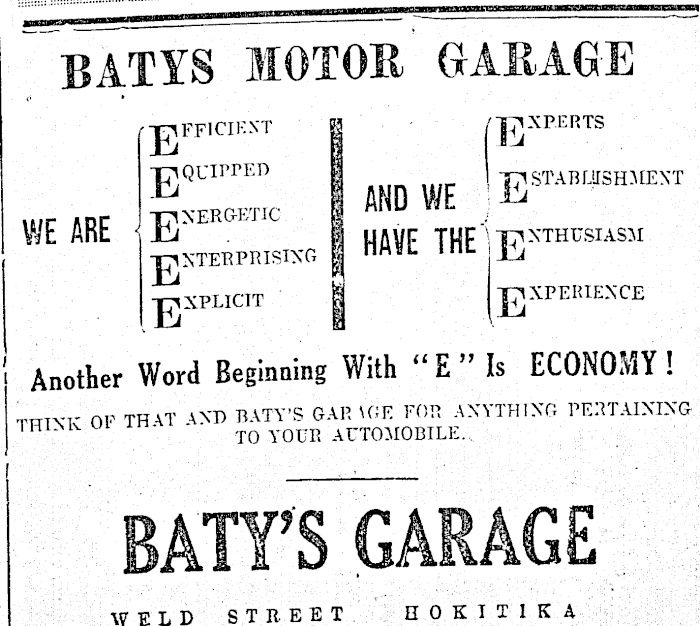 BATYS MOTOR GARAGE
WE ARE
EFFICIENT
EQUIPPED
ENERGETIC
ENTERPRISING
EXPLICIT
AND WE
HAVE THE
EXPERTS
ESTABLISHMENT
ENTHUSIASM
EXPERIENCE
Another Word Beginning With "E" Is ECONOMY!
THINK OF THAT AND BATY'S GARAGE FOR ANYTHING PERTAINING
TO YOUR AUTOMOBILE.
BATY'S GARAGE
WELD STREET HOKITIKA